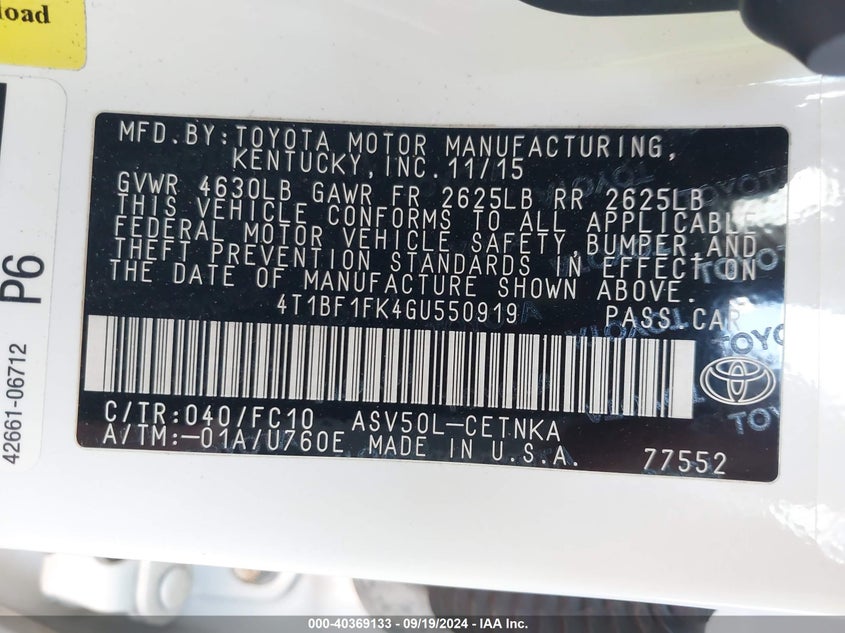 load
P6
42661-06712
MFD.BY:TOYOTA MOTOR MANUFACTURING,
KENTUCKY,INC.11/15
GVWR 4630LB GAWR FR 2625LB RR 2625LB
THIS VEHICLE CONFORMS TO ALL APPLICABLE
FEDERAL MOTOR VEHICLE SAFETY,BUMPER,AND
THEFT PREVENTION STANDARDS IN EFFECT ON
THE DATE OF MANUFACTURE SHOWN ABOVE.
4T1BF1FK4GU550919 PASS.CAR
C/TR:040/FC10 ASV50L-CETNKA
A/TM:-01A/U760E MADE IN U.S.A. 77552
TOYOTA
000-40369133 - 09/19/2024 - IAA Inc.